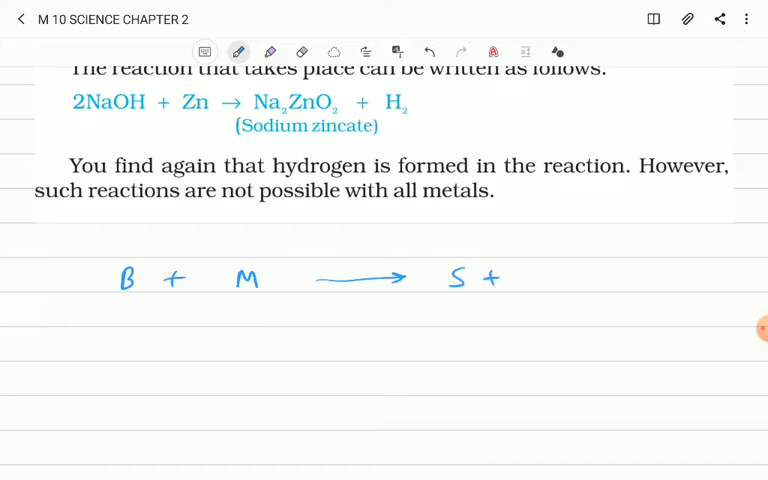 M 10 SCIENCE CHAPTER 2
The reaction that takes place can be written as follows.
2NaOH + Zn → Na₂ZnO₂ + H₂
(Sodium zincate)
You find again that hydrogen is formed in the reaction. However,
such reactions are not possible with all metals.
B + M ⟶ S +